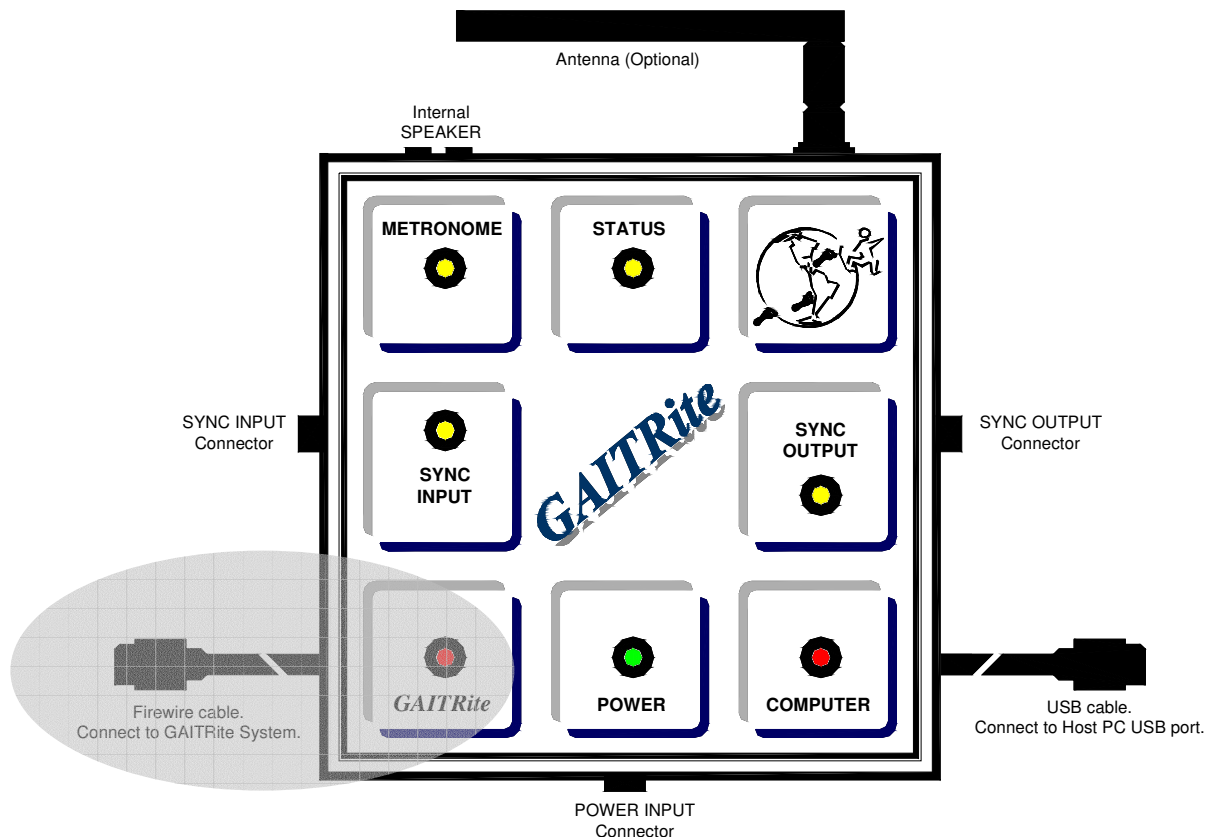 Antenna (Optional)
Internal
SPEAKER
METRONOME
STATUS
SYNC INPUT
Connector
SYNC
INPUT
GAITRite
SYNC
OUTPUT
SYNC OUTPUT
Connector
Firewire cable.
Connect to GAITRite System.
GAITRite
POWER
COMPUTER
USB cable.
Connect to Host PC USB port.
POWER INPUT
Connector